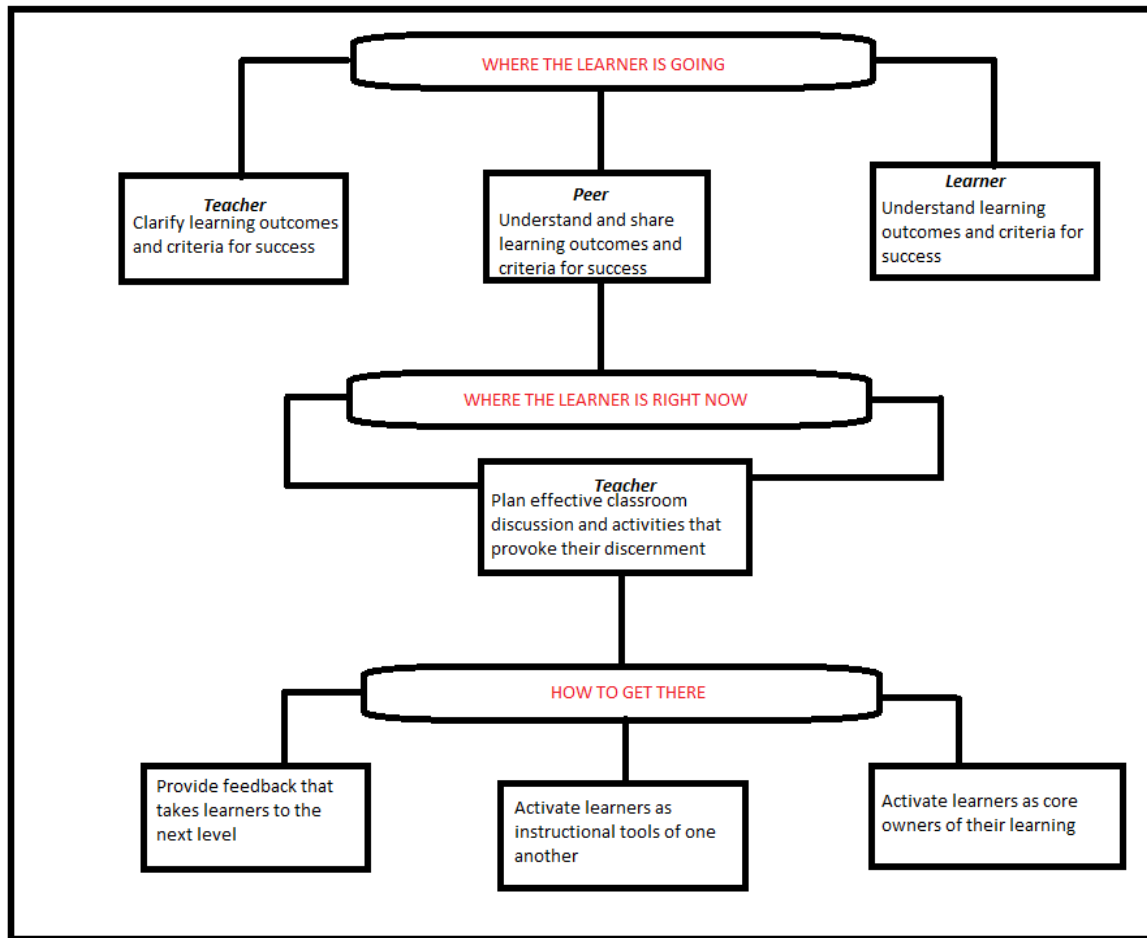 WHERE THE LEARNER IS GOING
Teacher
Clarify learning outcomes
and criteria for success
Peer
Understand and share
learning outcomes and
criteria for success
Learner
Understand learning
outcomes and criteria for
success
WHERE THE LEARNER IS RIGHT NOW
Teacher
Plan effective classroom
discussion and activities that
provoke their discernment
HOW TO GET THERE
Provide feedback that
takes learners to the
next level
Activate learners as
instructional tools of one
another
Activate learners as core
owners of their learning